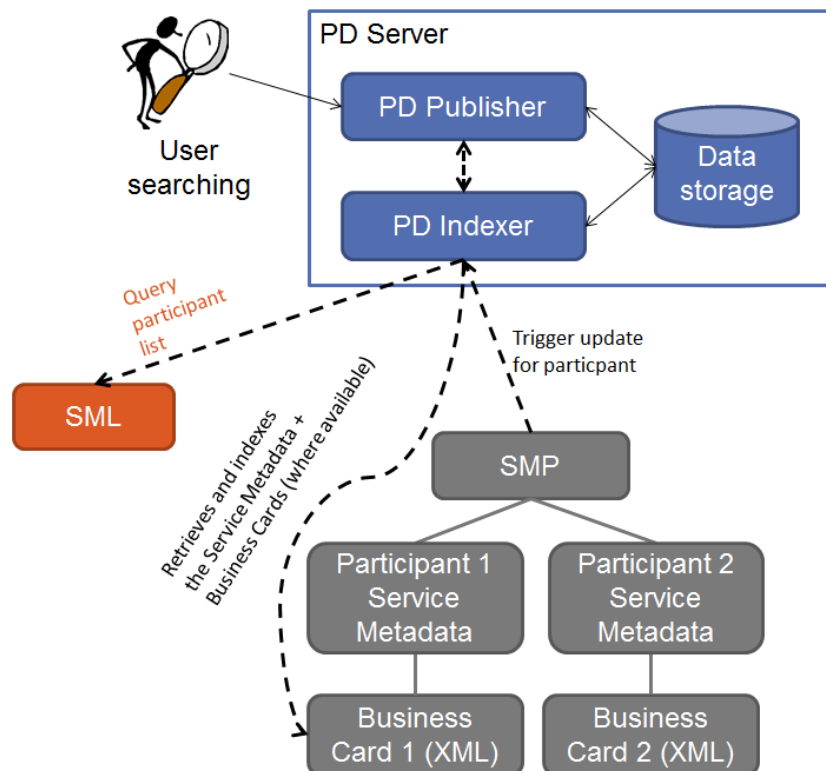 PD Server
PD Publisher
User
searching
Data
storage
PD Indexer
Query
participant
list
Trigger update
for particpant
SML
Retrieves and indexes
the Service Metadata +
Business Cards (where available)
SMP
Participant 1
Service
Metadata
Participant 2
Service
Metadata
Business
Card 1 (XML)
Business
Card 2 (XML)